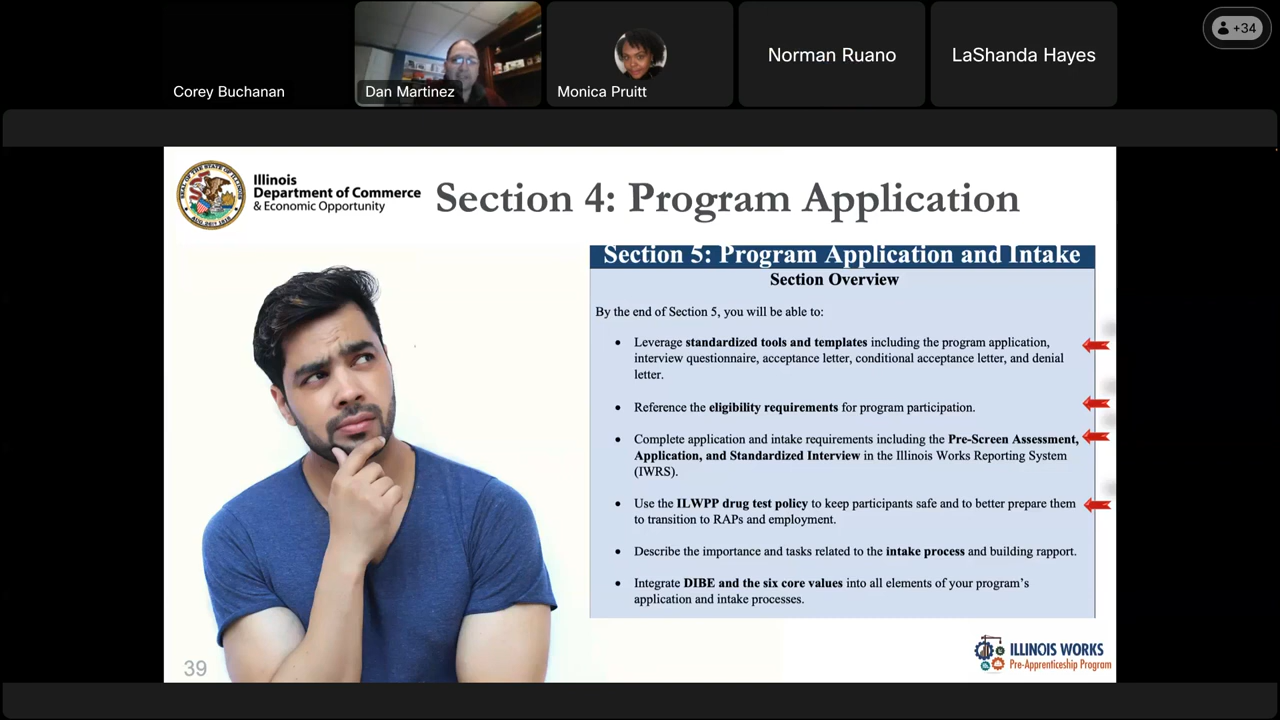 +34
Norman Ruano
LaShanda Hayes
Corey Buchanan
Dan Martinez
Monica Pruitt
Illinois
Department of Commerce
& Economic Opportunity
Section 4: Program Application
Section 5: Program Application and Intake
Section Overview
By the end of Section 5, you will be able to:
• Leverage standardized tools and templates including the program application,
interview questionnaire, acceptance letter, conditional acceptance letter, and denial
letter.
• Reference the eligibility requirements for program participation.
• Complete application and intake requirements including the Pre-Screen Assessment,
Application, and Standardized Interview in the Illinois Works Reporting System
(IWRS).
• Use the ILWPP drug test policy to keep participants safe and to better prepare them
to transition to RAPs and employment.
• Describe the importance and tasks related to the intake process and building rapport.
• Integrate DIBE and the six core values into all elements of your program's
application and intake processes.
39
ILLINOIS WORKS
Pre-Apprenticeship Program